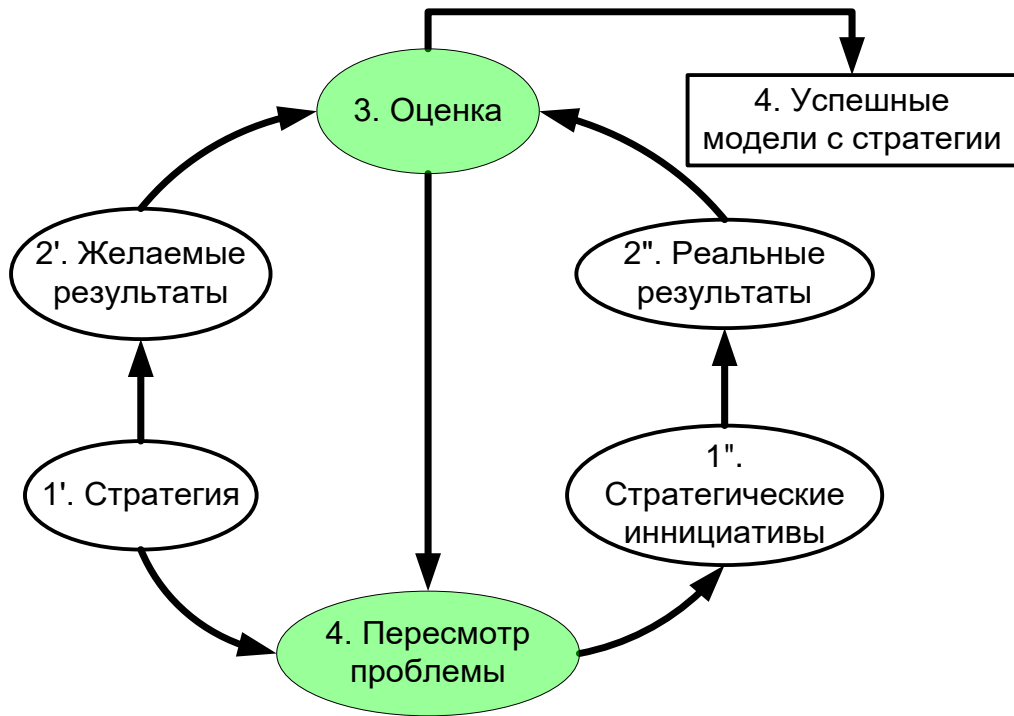 3. Оценка
4. Успешные
модели с стратегии
2'. Желаемые
результаты
2". Реальные
результаты
1'. Стратегия
1".
Стратегические
иннициативы
4. Пересмотр
проблемы